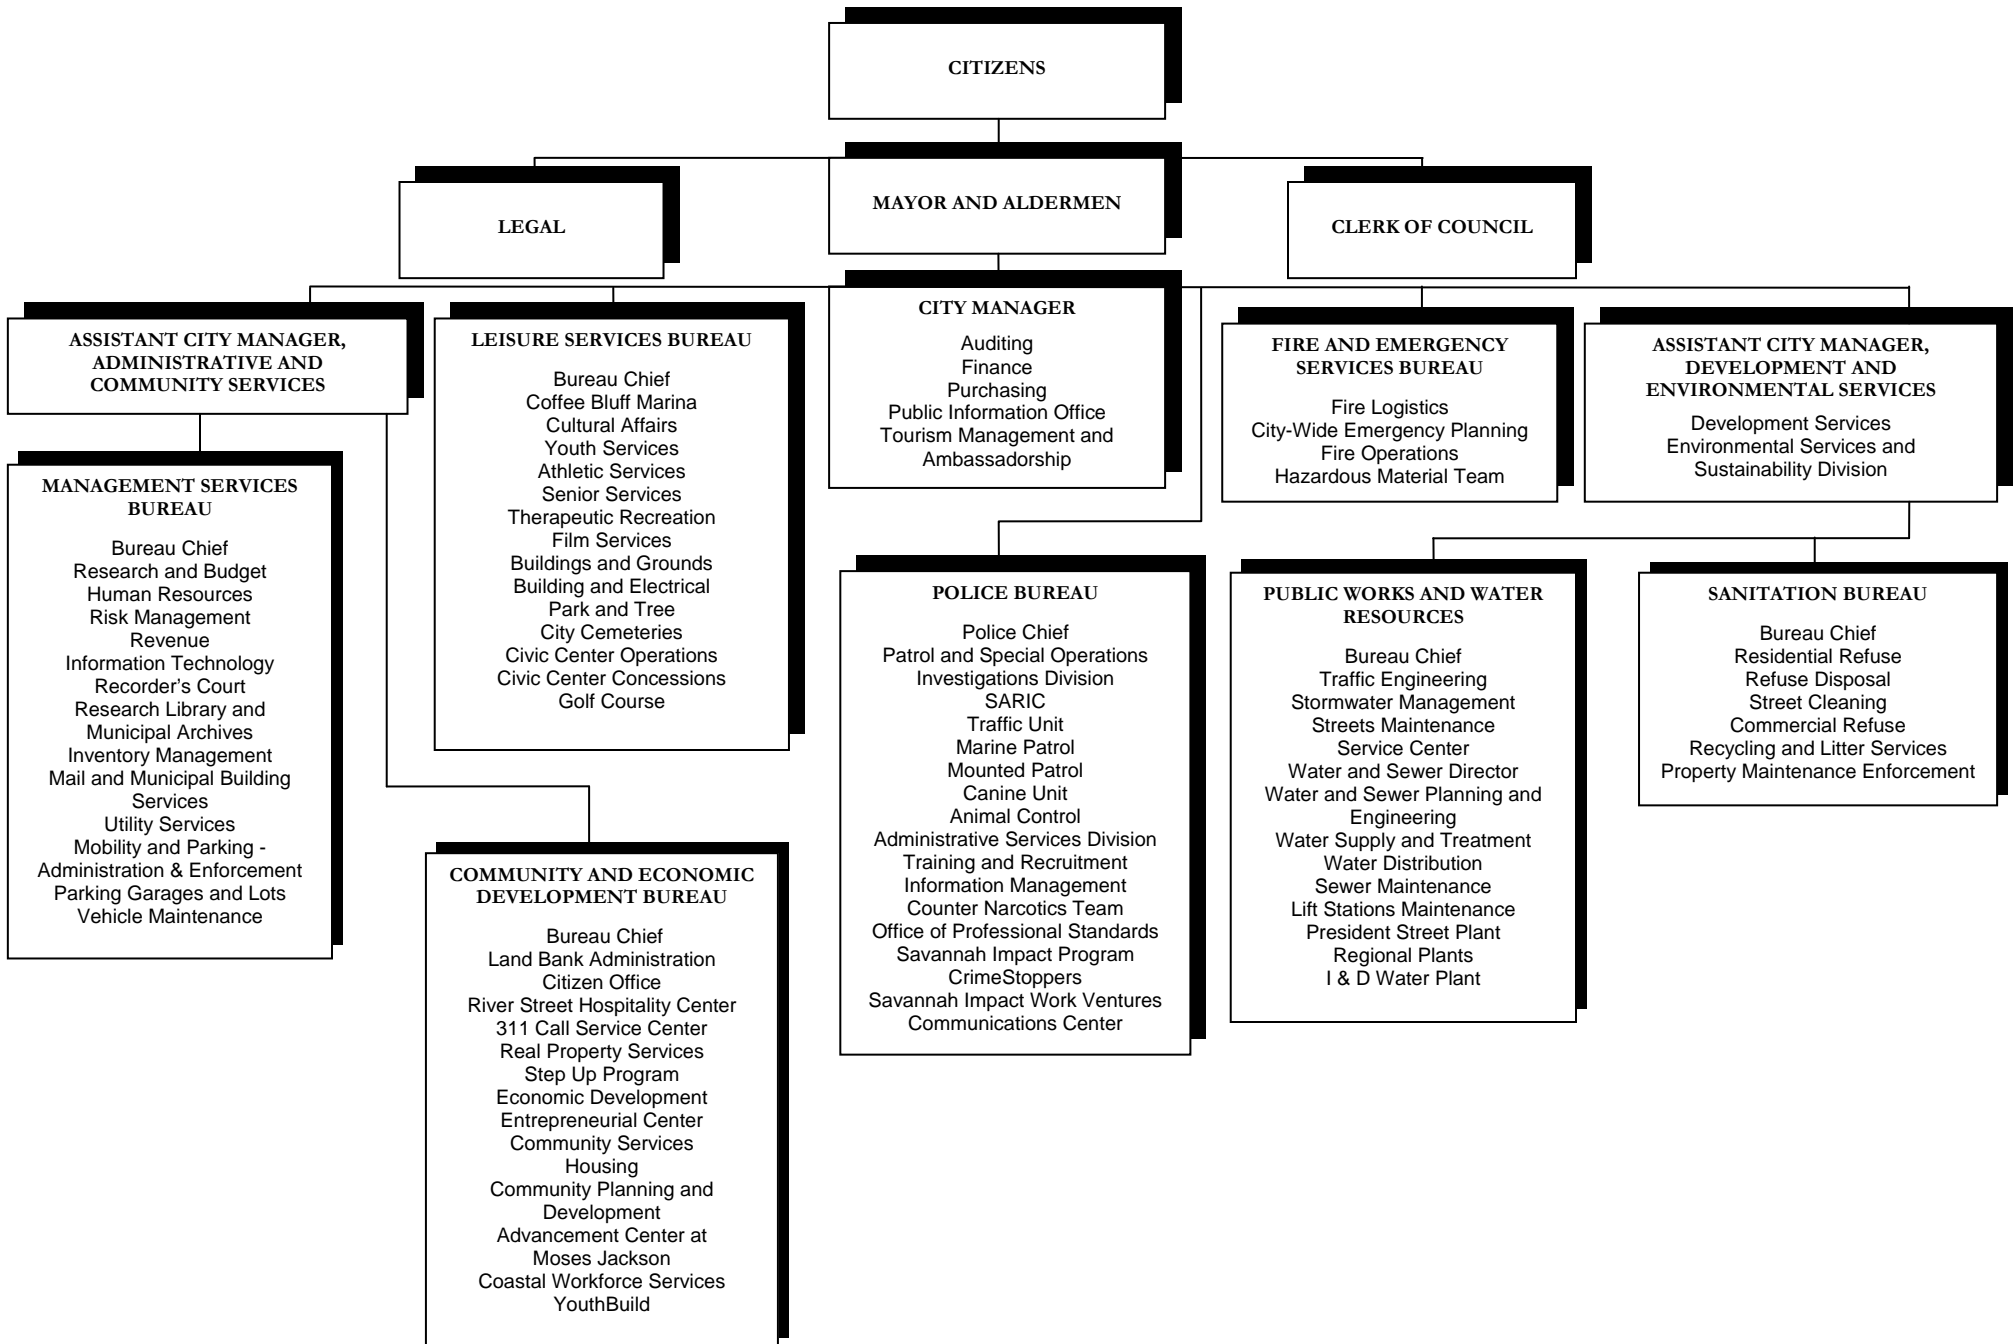 CITIZENS
LEGAL
MAYOR AND ALDERMEN
CLERK OF COUNCIL
CITY MANAGER
Auditing
Finance
Purchasing
Public Information Office
Tourism Management and
Ambassadorship
ASSISTANT CITY MANAGER,
ADMINISTRATIVE AND
COMMUNITY SERVICES
LEISURE SERVICES BUREAU
Bureau Chief
Coffee Bluff Marina
Cultural Affairs
Youth Services
Athletic Services
Senior Services
Therapeutic Recreation
Film Services
Buildings and Grounds
Building and Electrical
Park and Tree
City Cemeteries
Civic Center Operations
Civic Center Concessions
Golf Course
FIRE AND EMERGENCY
SERVICES BUREAU
Fire Logistics
City-Wide Emergency Planning
Fire Operations
Hazardous Material Team
ASSISTANT CITY MANAGER,
DEVELOPMENT AND
ENVIRONMENTAL SERVICES
Development Services
Environmental Services and
Sustainability Division
MANAGEMENT SERVICES
BUREAU
Bureau Chief
Research and Budget
Human Resources
Risk Management
Revenue
Information Technology
Recorder's Court
Research Library and
Municipal Archives
Inventory Management
Mail and Municipal Building
Services
Utility Services
Mobility and Parking -
Administration & Enforcement
Parking Garages and Lots
Vehicle Maintenance
COMMUNITY AND ECONOMIC
DEVELOPMENT BUREAU
Bureau Chief
Land Bank Administration
Citizen Office
River Street Hospitality Center
311 Call Service Center
Real Property Services
Step Up Program
Economic Development
Entrepreneurial Center
Community Services
Housing
Community Planning and
Development
Advancement Center at
Moses Jackson
Coastal Workforce Services
YouthBuild
POLICE BUREAU
Police Chief
Patrol and Special Operations
Investigations Division
SARIC
Traffic Unit
Marine Patrol
Mounted Patrol
Canine Unit
Animal Control
Administrative Services Division
Training and Recruitment
Information Management
Counter Narcotics Team
Office of Professional Standards
Savannah Impact Program
CrimeStoppers
Savannah Impact Work Ventures
Communications Center
PUBLIC WORKS AND WATER
RESOURCES
Bureau Chief
Traffic Engineering
Stormwater Management
Streets Maintenance
Service Center
Water and Sewer Director
Water and Sewer Planning and
Engineering
Water Supply and Treatment
Water Distribution
Sewer Maintenance
Lift Stations Maintenance
President Street Plant
Regional Plants
I & D Water Plant
SANITATION BUREAU
Bureau Chief
Residential Refuse
Refuse Disposal
Street Cleaning
Commercial Refuse
Recycling and Litter Services
Property Maintenance Enforcement